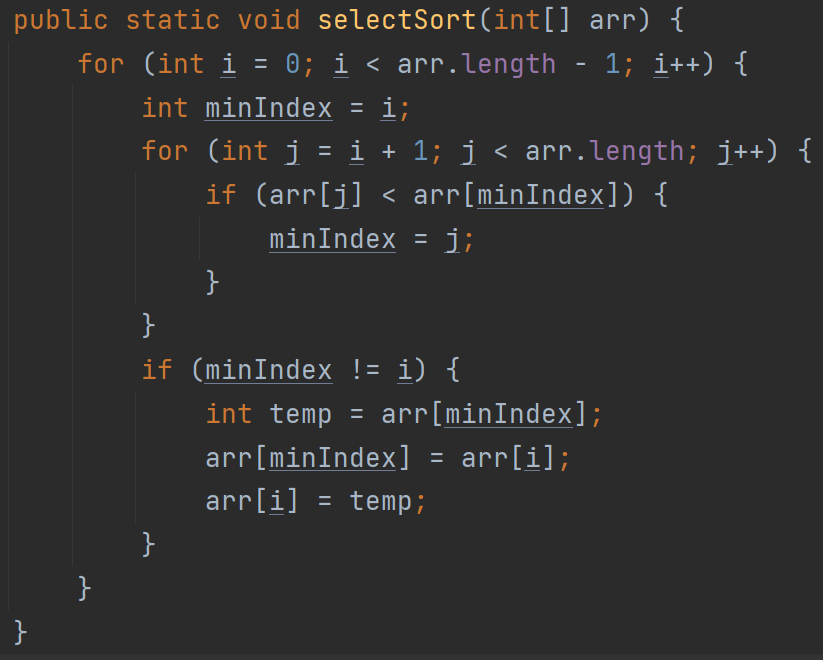 public static void selectSort(int[] arr) {
    for (int i = 0; i < arr.length - 1; i++) {
        int minIndex = i;
        for (int j = i + 1; j < arr.length; j++) {
            if (arr[j] < arr[minIndex]) {
                minIndex = j;
            }
        }
        if (minIndex != i) {
            int temp = arr[minIndex];
            arr[minIndex] = arr[i];
            arr[i] = temp;
        }
    }
}